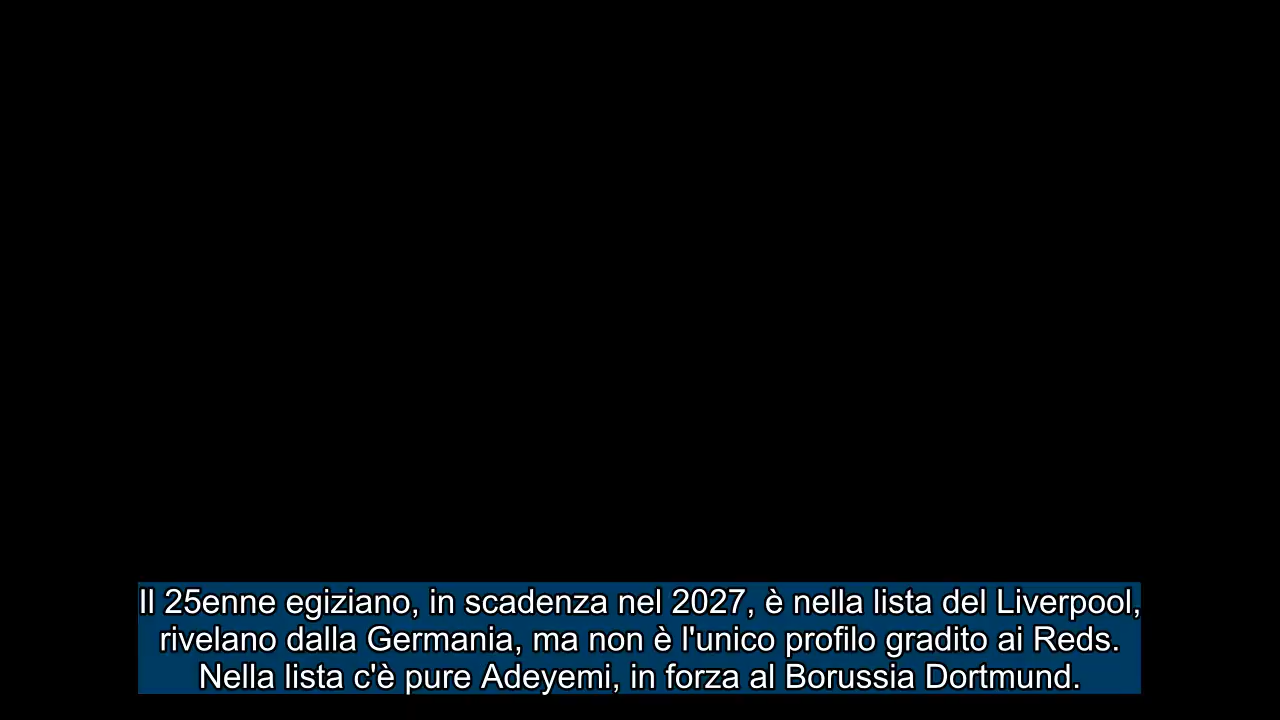 Il 25enne egiziano, in scadenza nel 2027, è nella lista del Liverpool,
rivelano dalla Germania, ma non è l'unico profilo gradito ai Reds.
Nella lista c'è pure Adeyemi, in forza al Borussia Dortmund.